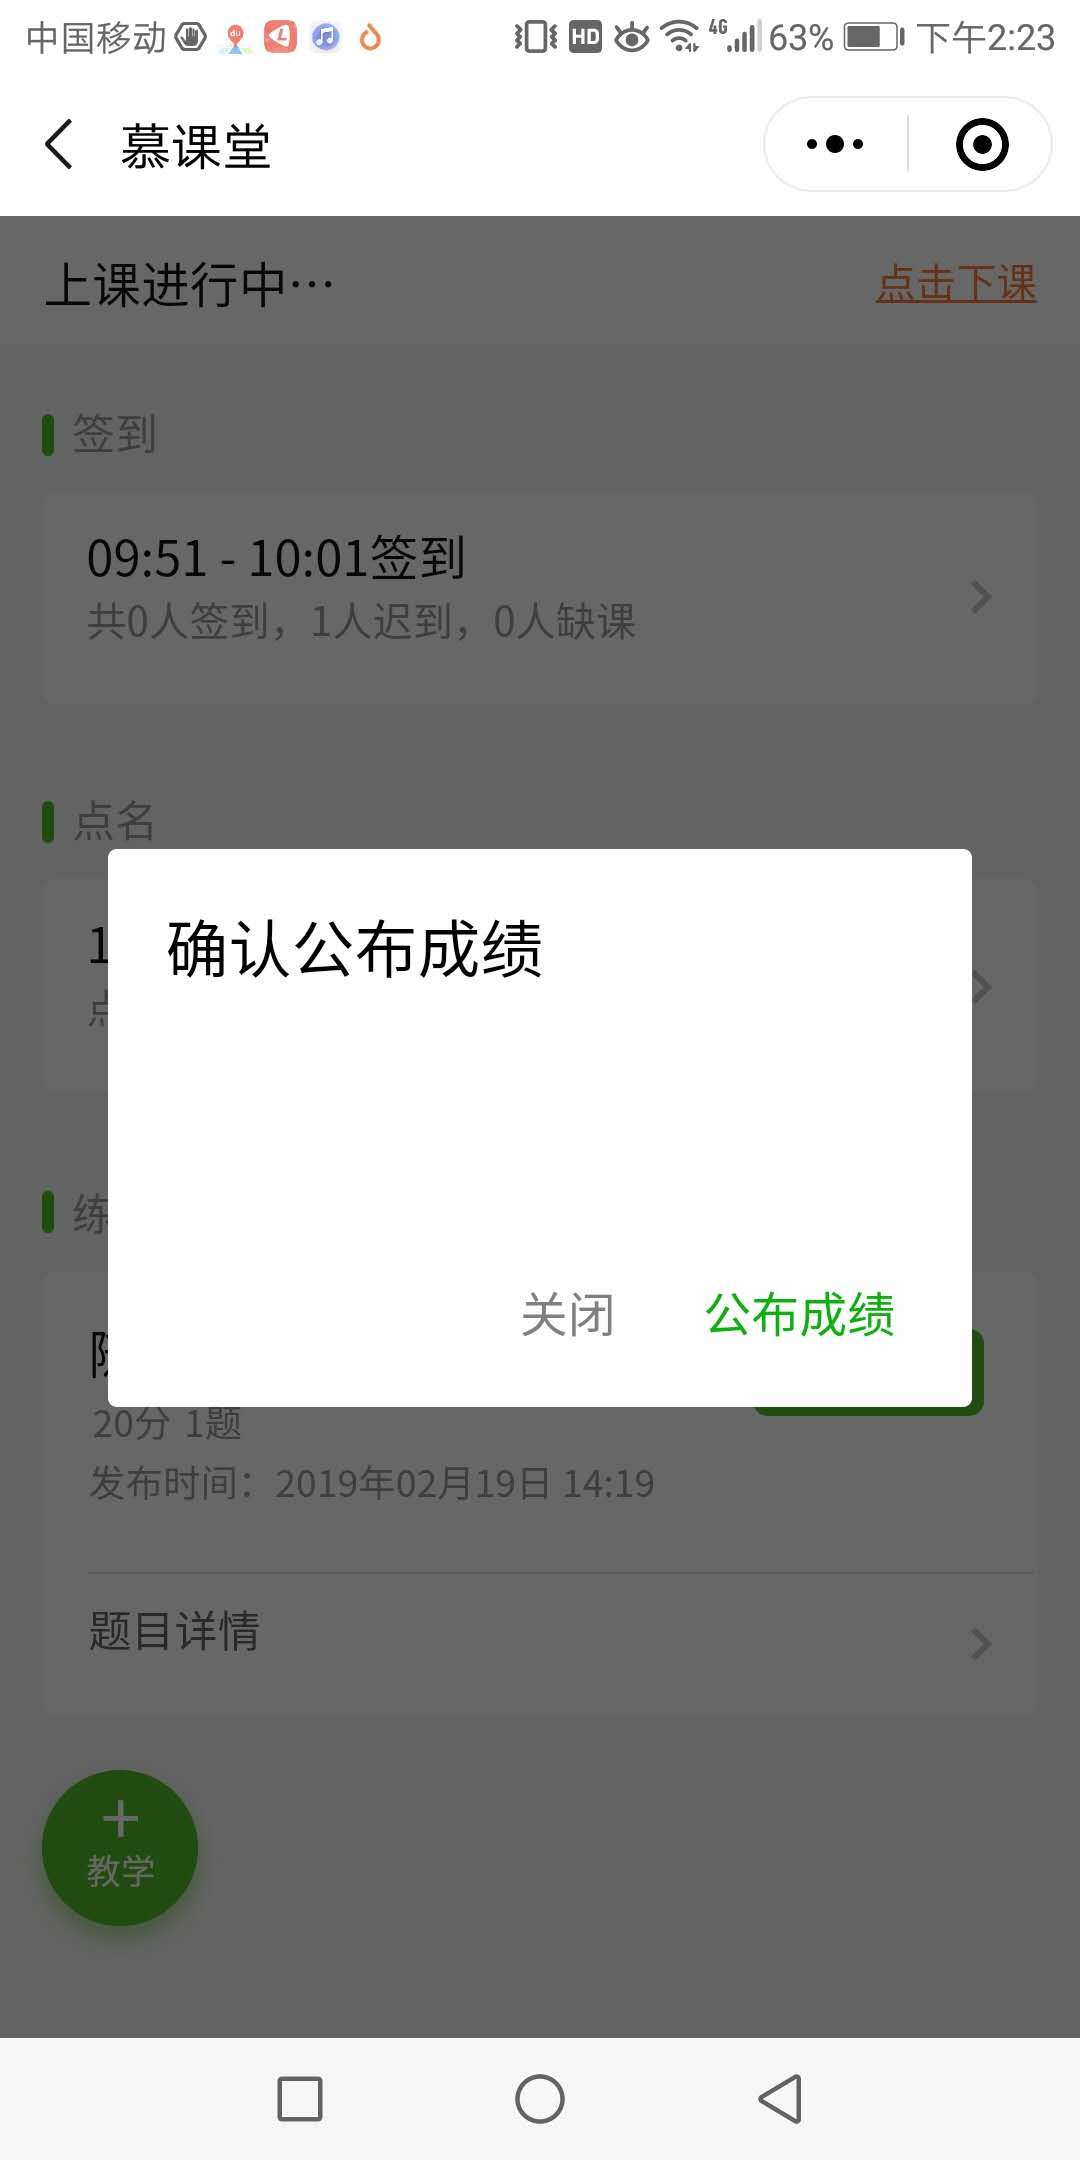 中国移动 HD 4G 63% 下午2:23
慕课堂
上课进行中…
点击下课
签到
09:51 - 10:01签到
共0人签到，1人迟到，0人缺课
点名
1
确认公布成绩
练
关闭
公布成绩
20分 1题
发布时间：2019年02月19日 14:19
题目详情
教学